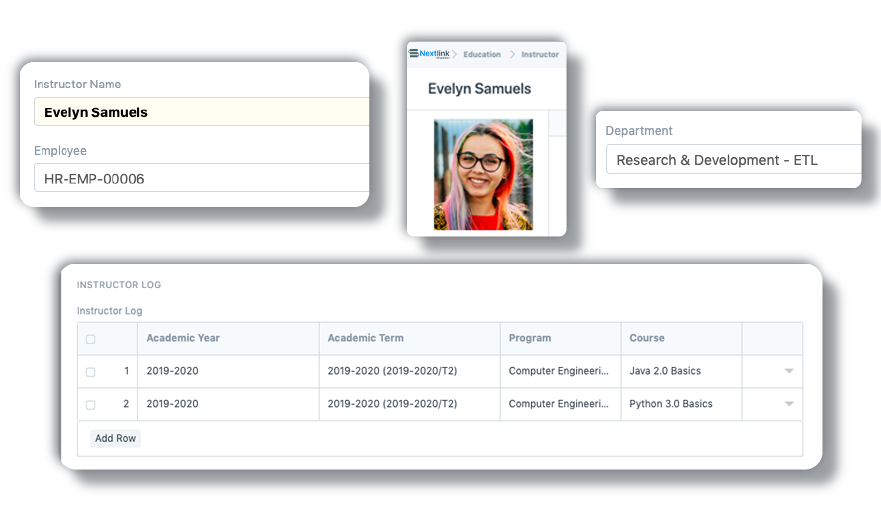 Instructor Name
Evelyn Samuels
Employee
HR-EMP-00006
Nextlink Education Instructor
Evelyn Samuels
Department
Research & Development - ETL
INSTRUCTOR LOG
Instructor Log
Academic Year Academic Term Program Course
1 2019-2020 2019-2020 (2019-2020/T2) Computer Engineeri... Java 2.0 Basics
2 2019-2020 2019-2020 (2019-2020/T2) Computer Engineeri... Python 3.0 Basics
Add Row